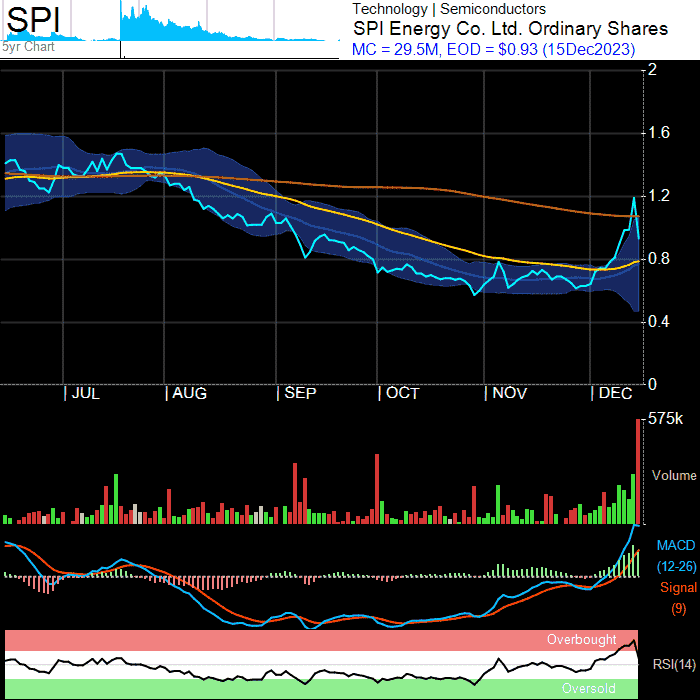 SPI
5yr Chart
Technology | Semiconductors
SPI Energy Co. Ltd. Ordinary Shares
MC = 29.5M, EOD = $0.93 (15Dec2023)
2
1.6
1.2
0.8
0.4
0
| JUL | AUG | SEP | OCT | NOV | DEC
575k
Volume
MACD
(12-26)
Signal
(9)
Overbought
RSI(14)
Oversold